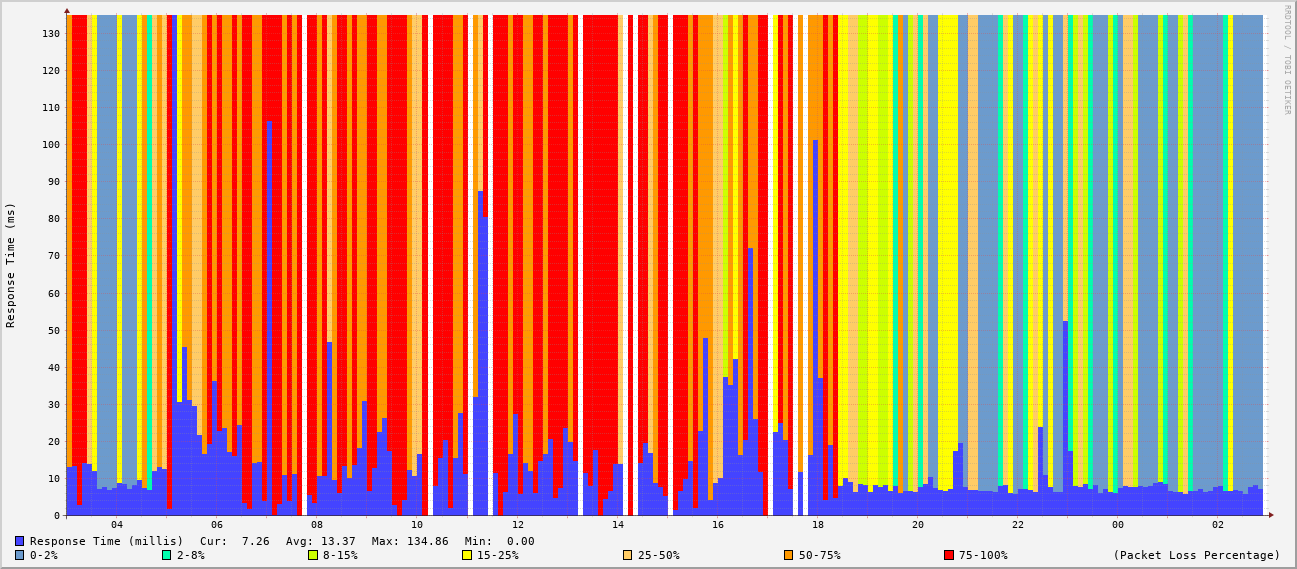 RRDTOOL / TOBI OETIKER
Response Time (ms)
130
120
110
100
90
80
70
60
50
40
30
20
10
0
04 06 08 10 12 14 16 18 20 22 00 02
Response Time (millis) Cur: 7.26 Avg: 13.37 Max: 134.86 Min: 0.00
0-2% 2-8% 8-15% 15-25% 25-50% 50-75% 75-100% (Packet Loss Percentage)